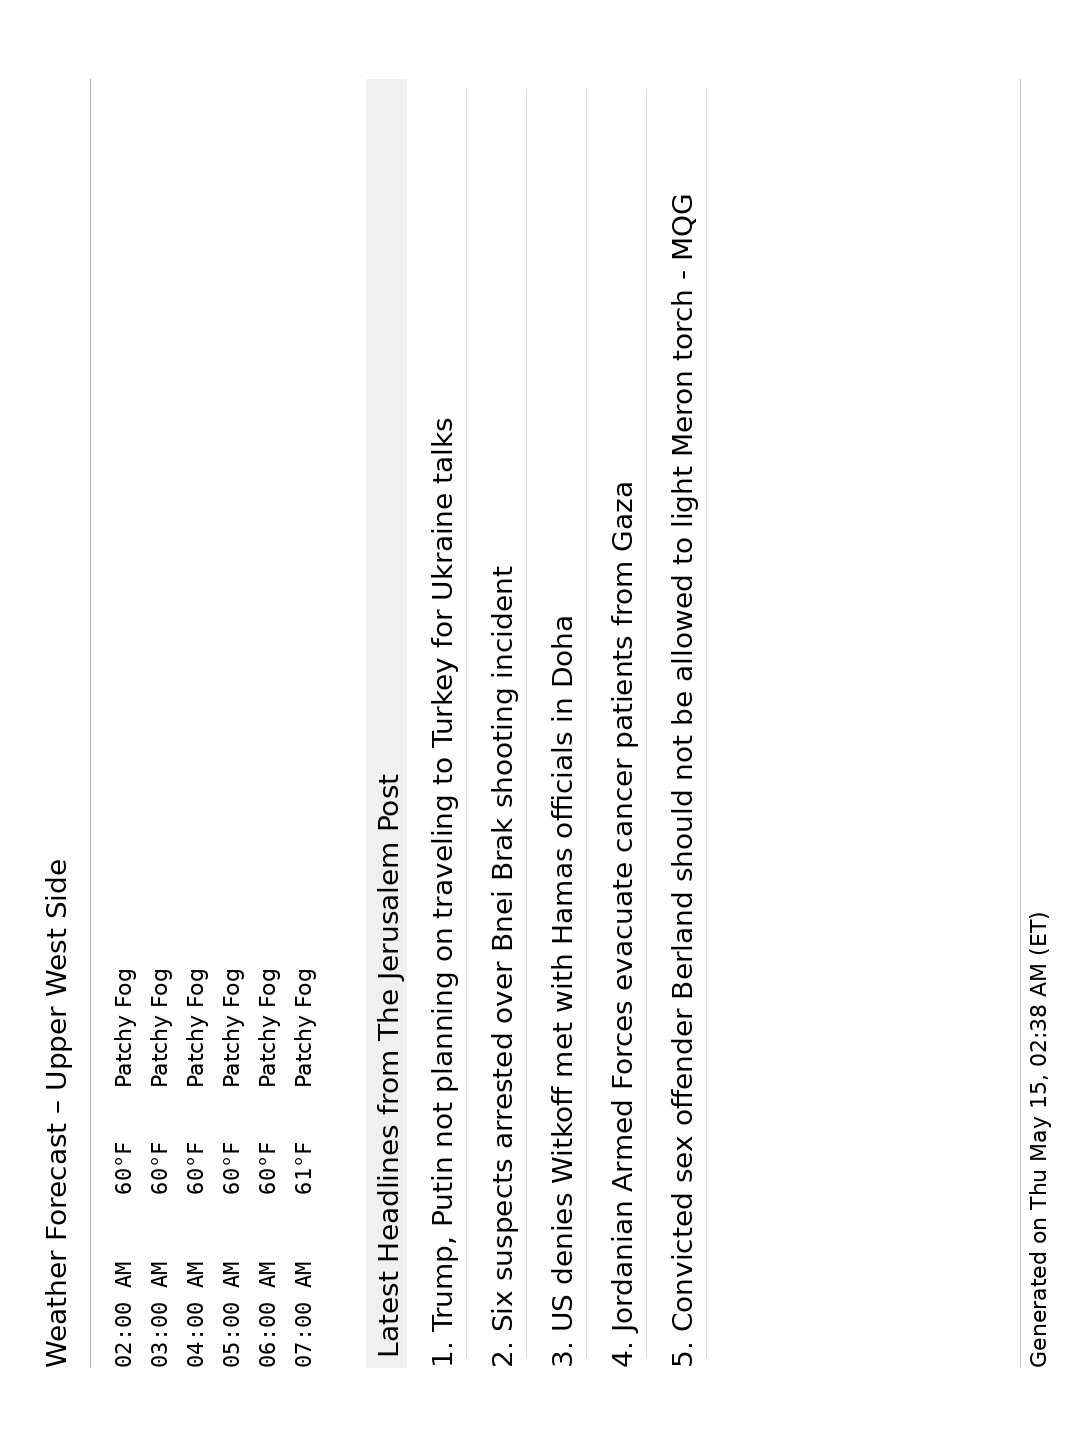 Weather Forecast – Upper West Side
02:00 AM 60°F Patchy Fog
03:00 AM 60°F Patchy Fog
04:00 AM 60°F Patchy Fog
05:00 AM 60°F Patchy Fog
06:00 AM 60°F Patchy Fog
07:00 AM 61°F Patchy Fog
Latest Headlines from The Jerusalem Post
1. Trump, Putin not planning on traveling to Turkey for Ukraine talks
2. Six suspects arrested over Bnei Brak shooting incident
3. US denies Witkoff met with Hamas officials in Doha
4. Jordanian Armed Forces evacuate cancer patients from Gaza
5. Convicted sex offender Berland should not be allowed to light Meron torch - MQG
Generated on Thu May 15, 02:38 AM (ET)